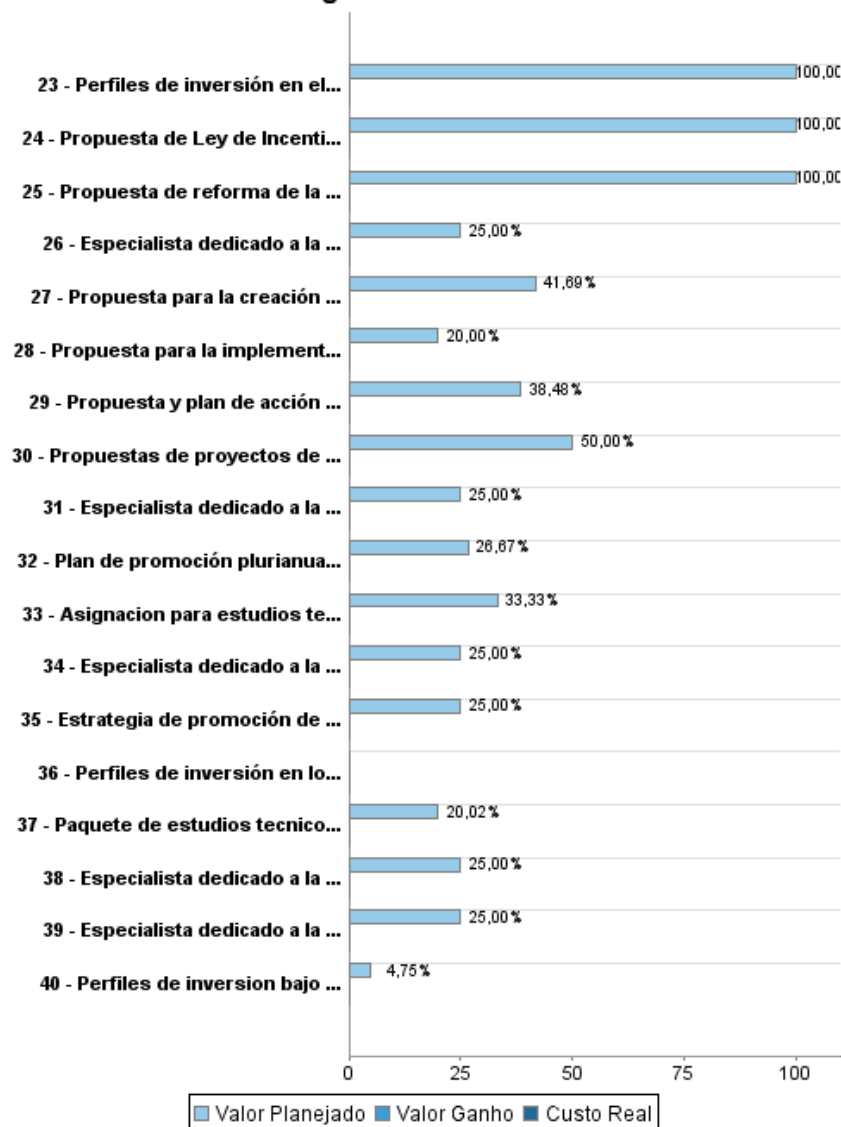 23 - Perfiles de inversión en el... 100,00
24 - Propuesta de Ley de Incenti... 100,00
25 - Propuesta de reforma de la ... 100,00
26 - Especialista dedicado a la ... 25,00%
27 - Propuesta para la creación ... 41,69%
28 - Propuesta para la implement... 20,00%
29 - Propuesta y plan de acción ... 38,48%
30 - Propuestas de proyectos de ... 50,00%
31 - Especialista dedicado a la ... 25,00%
32 - Plan de promoción plurianua... 26,67%
33 - Asignacion para estudios te... 33,33%
34 - Especialista dedicado a la ... 25,00%
35 - Estrategia de promoción de ... 25,00%
36 - Perfiles de inversión en lo...
37 - Paquete de estudios tecnico... 20,02%
38 - Especialista dedicado a la ... 25,00%
39 - Especialista dedicado a la ... 25,00%
40 - Perfiles de inversion bajo ... 4,75%
0 25 50 75 100
Valor Planejado Valor Ganho Custo Real